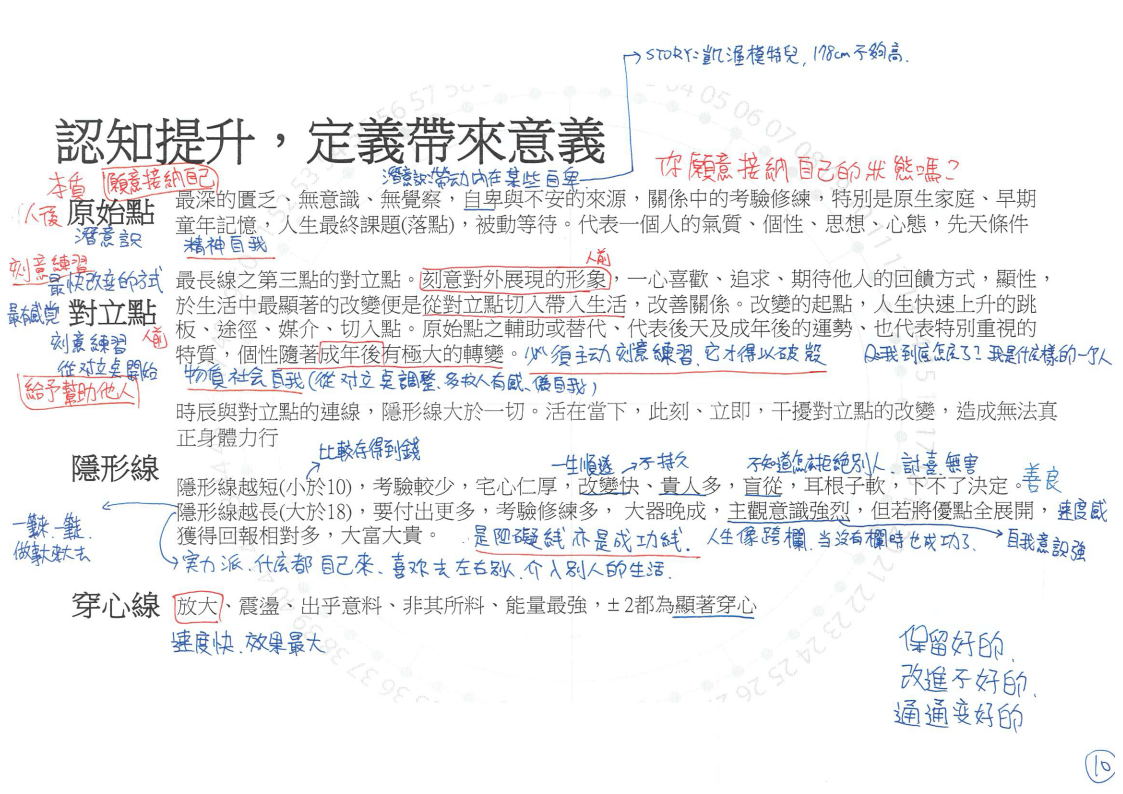 STORY:凱渥模特兒, 178cm不夠高.
認知提升，定義帶來意義
你願意接納自己的狀態嗎?
本質 願意接納自己
潛意識帶动內在某些自卑
人後
原始點
潛意識
最深的匱乏、無意識、無覺察，自卑與不安的來源，關係中的考驗修練，特別是原生家庭、早期
童年記憶，人生最終課題(落點)，被動等待。代表一個人的氣質、個性、思想、心態，先天條件
精神自我
刻意練習
最快改变的方式
最有感觉
對立點
人前
刻意練習
從对立桌開始
給予幫助他人
人前
最長線之第三點的對立點。刻意對外展現的形象，一心喜歡、追求、期待他人的回饋方式，顯性，
於生活中最顯著的改變便是從對立點切入帶入生活，改善關係。改變的起點，人生快速上升的跳
板、途徑、媒介、切入點。原始點之輔助或替代、代表後天及成年後的運勢、也代表特別重視的
特質，個性隨著成年後有極大的轉變。必須主动刻意練習、它才得以破殼
Q:我到底怎了?我是什麼樣的一个人
物質社會自我(從对立桌調整、多数人有感、僞自我)
時辰與對立點的連線，隱形線大於一切。活在當下，此刻、立即，干擾對立點的改變，造成無法真
正身體力行
隱形線
比較存得到錢
一生順遂 不持久
不知道怎麻拒絕別人、討喜.無害
隱形線越短(小於10)，考驗較少，宅心仁厚，改變快、貴人多，盲從，耳根子軟，下不了決定。善良
隱形線越長(大於18)，要付出更多，考驗修練多， 大器晚成，主觀意識強烈，但若將優點全展開，速度感
獲得回報相對多，大富大貴。 是阻礙线亦是成功线. 人生像跨欄,当沒有欄時也成功了. 自我意識強
實力派.什麻都自己來、喜欢去左右別人.介入別人的生活.
穿心線
放大、震盪、出乎意料、非其所料、能量最強，±2都為顯著穿心
速度快.效果最大
保留好的.
改進不好的.
通通变好的
10